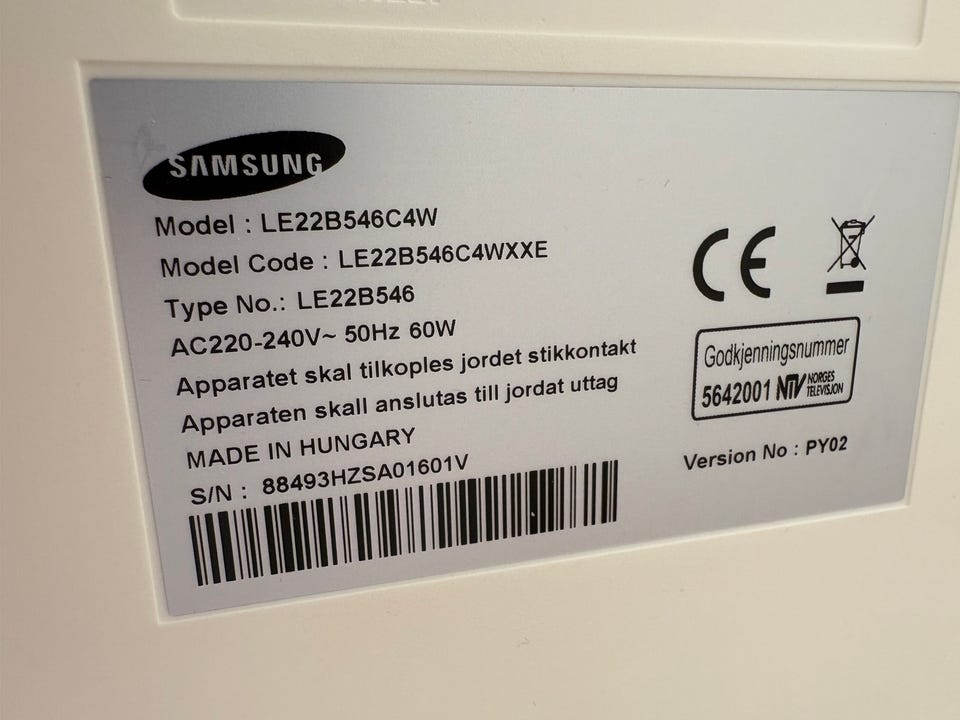 SAMSUNG
Model : LE22B546C4W
Model Code : LE22B546C4WXXE
Type No.: LE22B546
AC220-240V~ 50Hz 60W
Apparatet skal tilkoples jordet stikkontakt
Apparaten skall anslutas till jordat uttag
MADE IN HUNGARY
S/N : 88493HZSA01601V
CE
Godkjenningsnummer
5642001 NTV NORGES
TELEVISJON
Version No : PY02